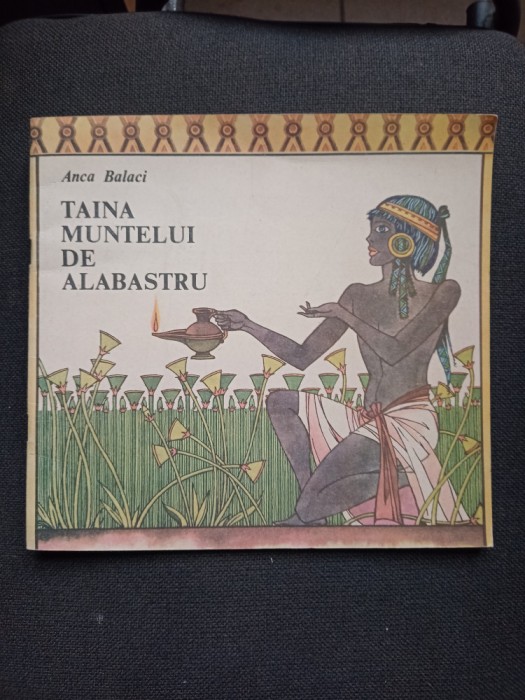 Anca Balaci
TAINA
MUNTELUI
DE
ALABASTRU